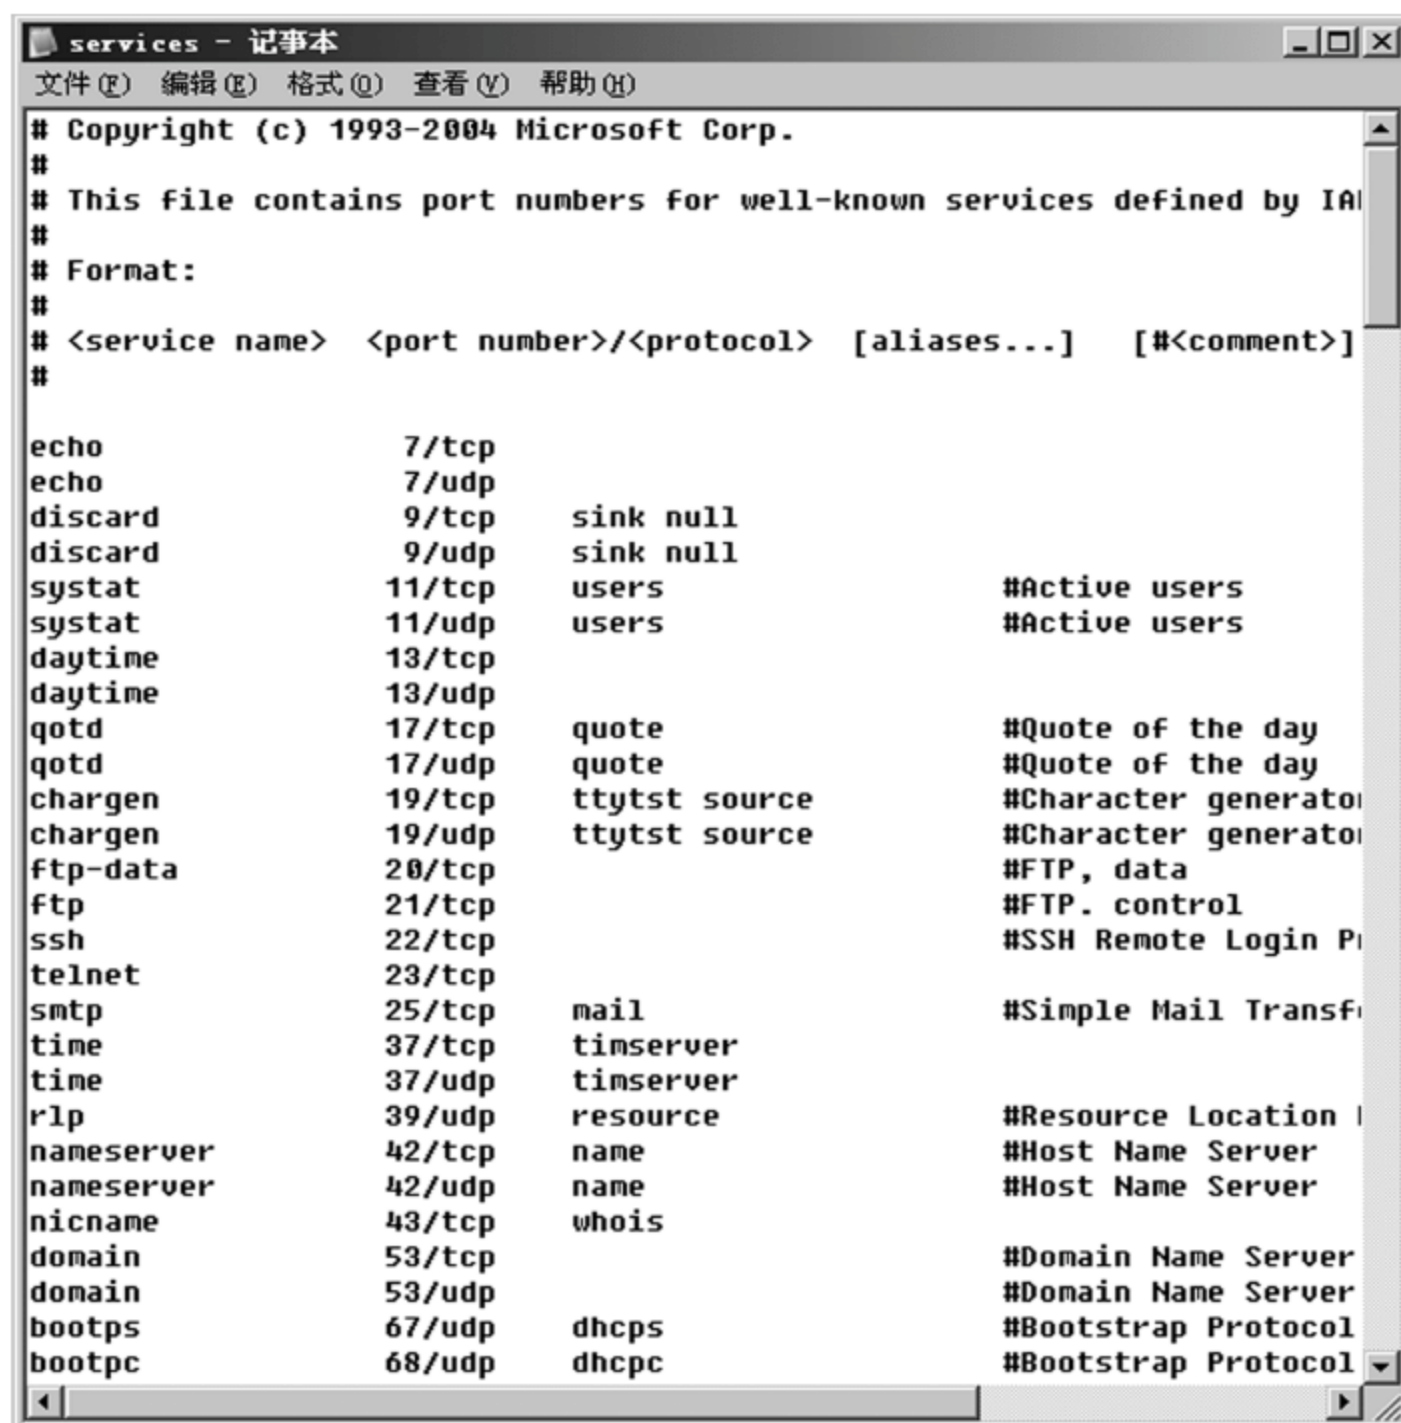 services - 记事本
文件(F) 编辑(E) 格式(O) 查看(V) 帮助(H)
# Copyright (c) 1993-2004 Microsoft Corp.
#
# This file contains port numbers for well-known services defined by
#
# Format:
#
# <service name>  <port number>/<protocol>  [aliases...]   [#<comment>]
#
echo 7/tcp
echo 7/udp
discard 9/tcp sink null
discard 9/udp sink null
systat 11/tcp users #Active users
systat 11/udp users #Active users
daytime 13/tcp
daytime 13/udp
qotd 17/tcp quote #Quote of the day
qotd 17/udp quote #Quote of the day
chargen 19/tcp ttytst source #Character
chargen 19/udp ttytst source #Character
ftp-data 20/tcp #FTP, data
ftp 21/tcp #FTP. control
ssh 22/tcp #SSH Remote Login
telnet 23/tcp
smtp 25/tcp mail #Simple Mail
time 37/tcp timserver
time 37/udp timserver
rlp 39/udp resource #Resource Location
nameserver 42/tcp name #Host Name Server
nameserver 42/udp name #Host Name Server
nicname 43/tcp whois
domain 53/tcp #Domain Name Server
domain 53/udp #Domain Name Server
bootps 67/udp dhcps #Bootstrap Protocol
bootpc 68/udp dhcpc #Bootstrap Protocol